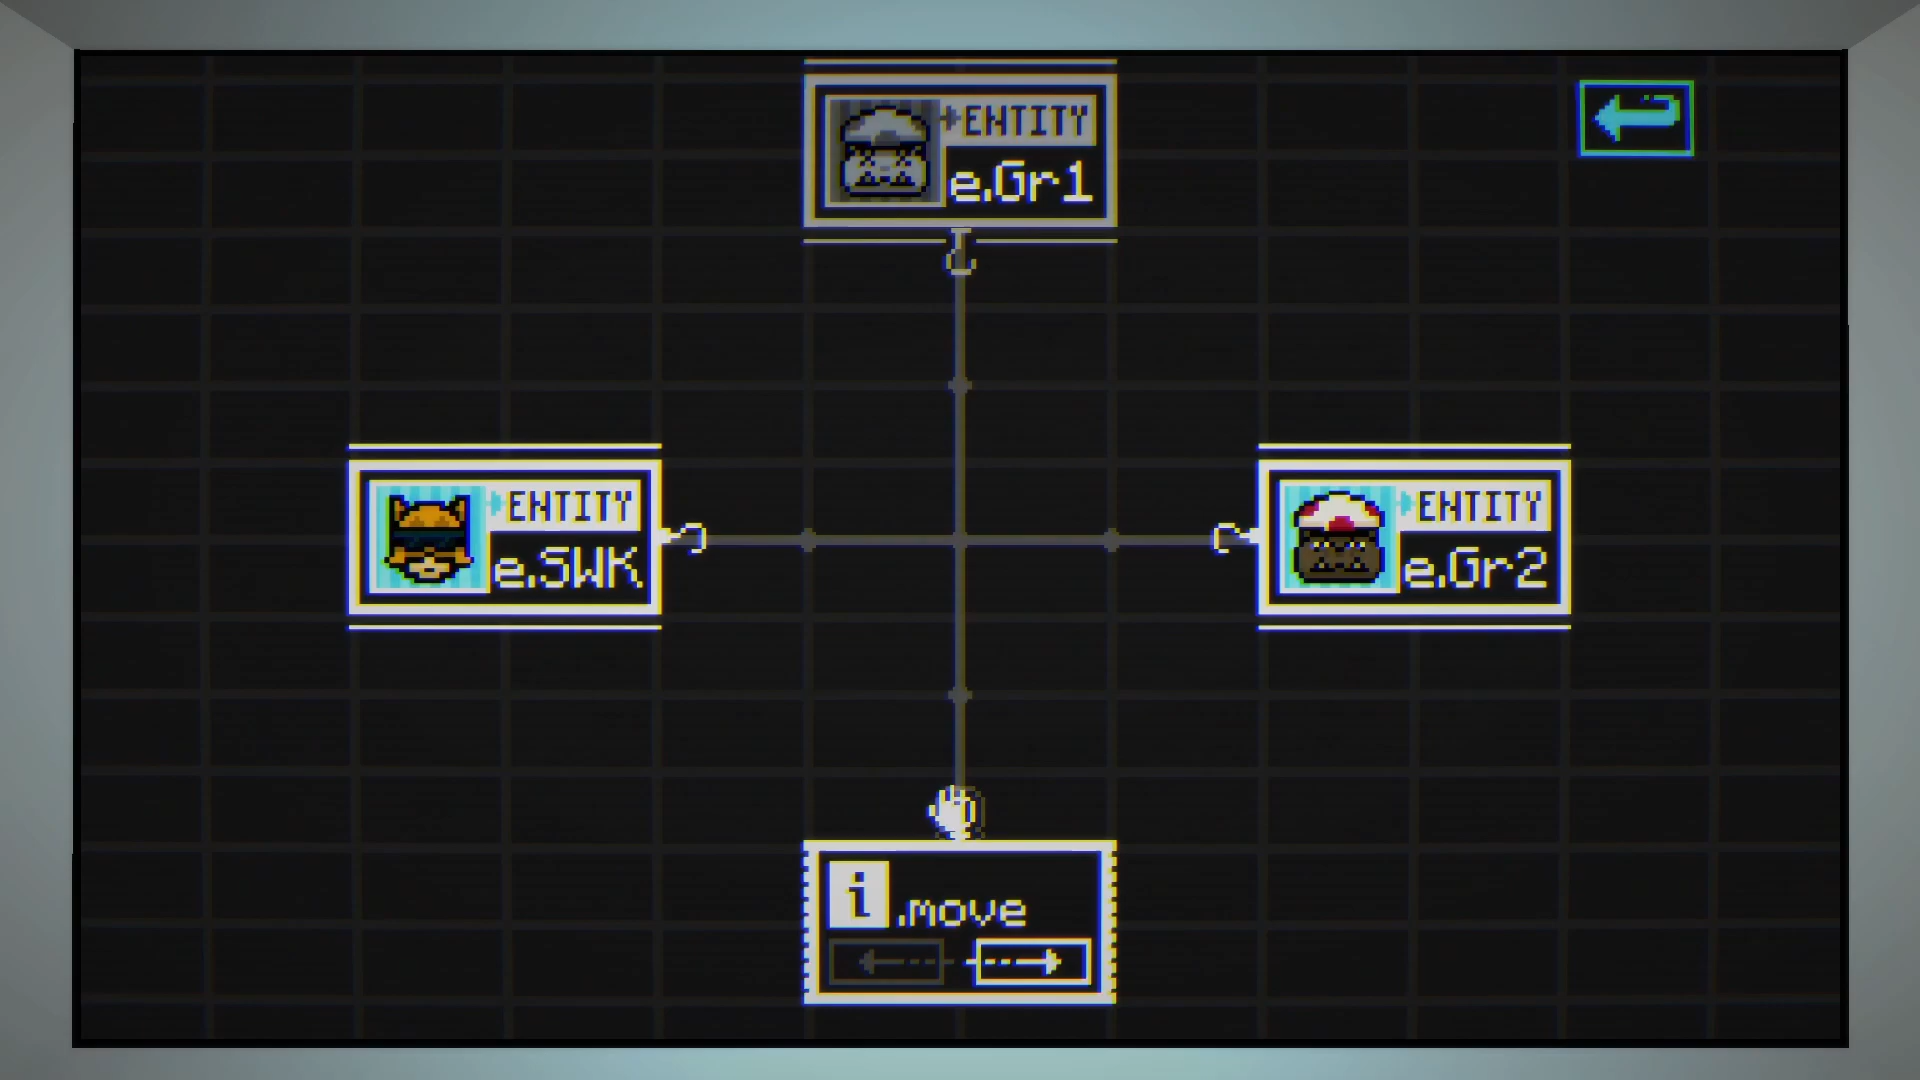 ENTITY
e.Gr1
ENTITY
e.SWK
ENTITY
e.Gr2
i .move